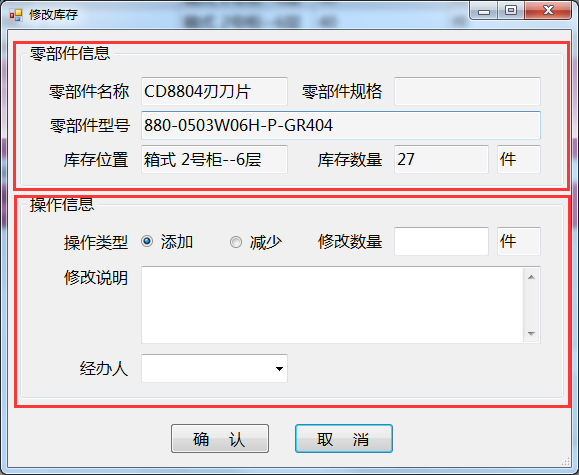 修改库存
零部件信息
零部件名称 CD8804刃刀片 零部件规格
零部件型号 880-0503W06H-P-GR404
库存位置 箱式 2号柜--6层 库存数量 27 件
操作信息
操作类型 添加 减少 修改数量 件
修改说明
经办人
确 认 取 消